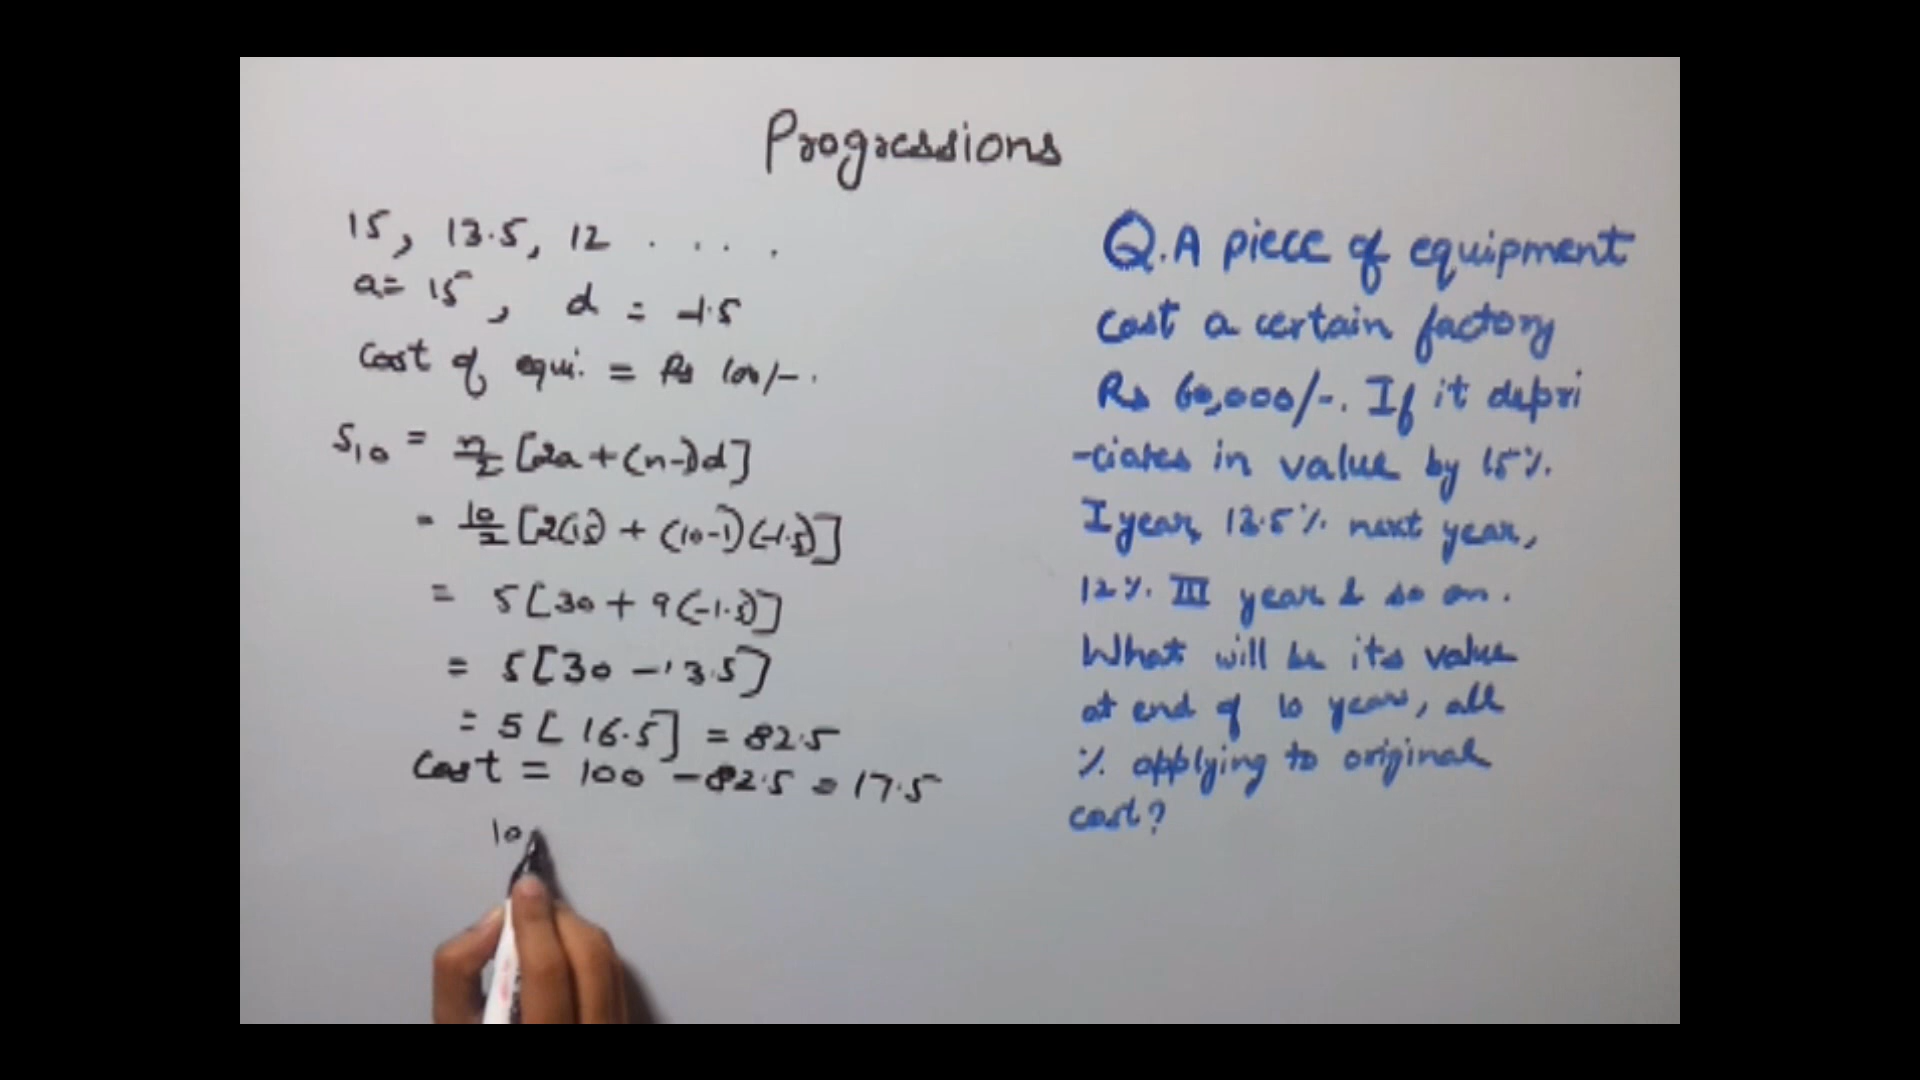 Progressions
15, 13.5, 12 . . . . .
a= 15, d = -1.5
Cost of equi. = Rs 100/-.
S10 = n/2 [2a + (n-1)d]
= 10/2 [2(15) + (10-1)(-1.5)]
= 5[30 + 9(-1.5)]
= 5[30 - 13.5]
= 5[16.5] = 82.5
Cost = 100 - 82.5 = 17.5
10
Q. A piece of equipment
cost a certain factory
Rs 60,000/-. If it depri
-ciates in value by 15%.
I year, 13.5% next year,
12% III year & so on.
What will be its value
at end of 10 years, all
% applying to original
cost?